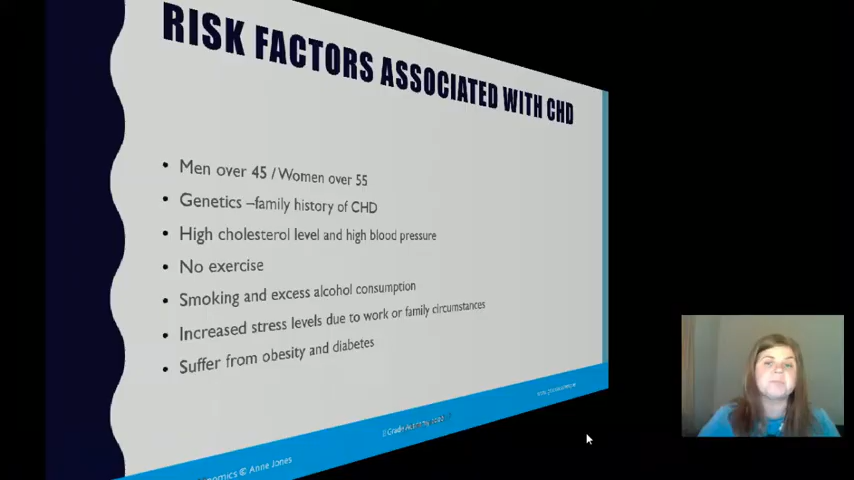 RISK FACTORS ASSOCIATED WITH CHD
• Men over 45 / Women over 55
• Genetics –family history of CHD
• High cholesterol level and high blood pressure
• No exercise
• Smoking and excess alcohol consumption
• Increased stress levels due to work or family circumstances
• Suffer from obesity and diabetes
© Anne Jones